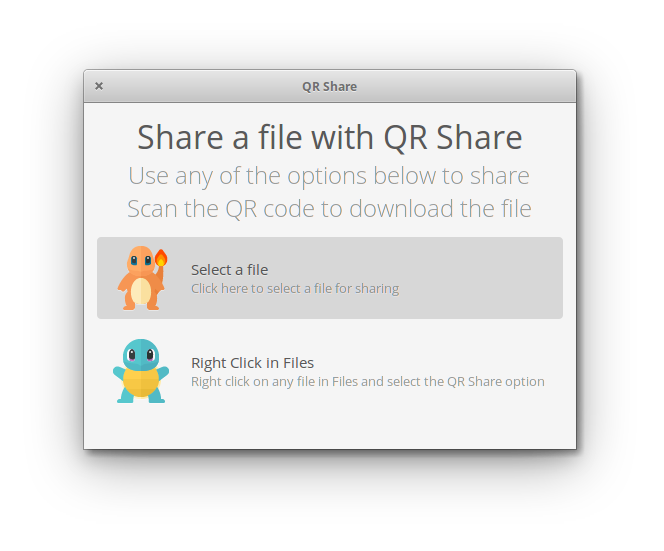 QR Share
Share a file with QR Share
Use any of the options below to share
Scan the QR code to download the file
Select a file
Click here to select a file for sharing
Right Click in Files
Right click on any file in Files and select the QR Share option